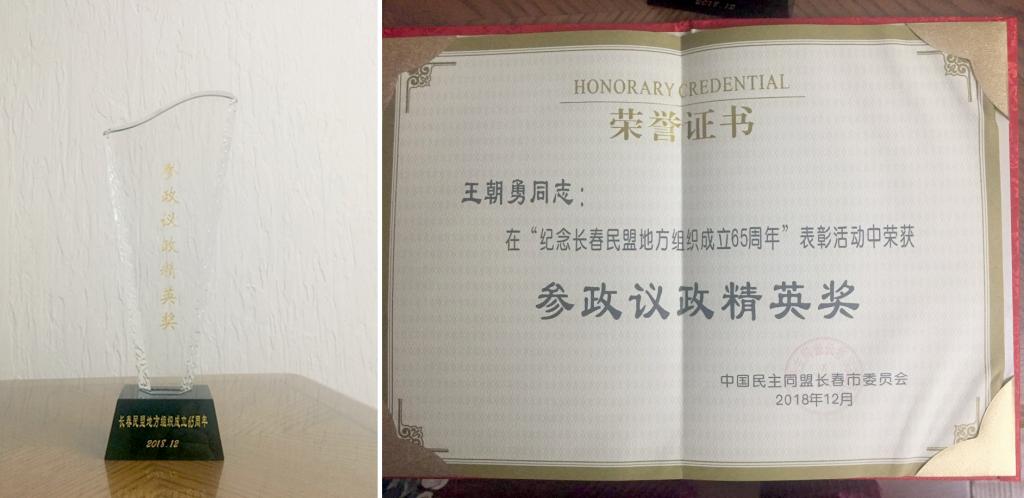 参政议政精英奖
长春民盟地方组织成立65周年
2018.12
2018.12
HONORARY CREDENTIAL
荣誉证书
王朝勇同志：
在“纪念长春民盟地方组织成立65周年”表彰活动中荣获
参政议政精英奖
中国民主同盟长春市委员会
2018年12月